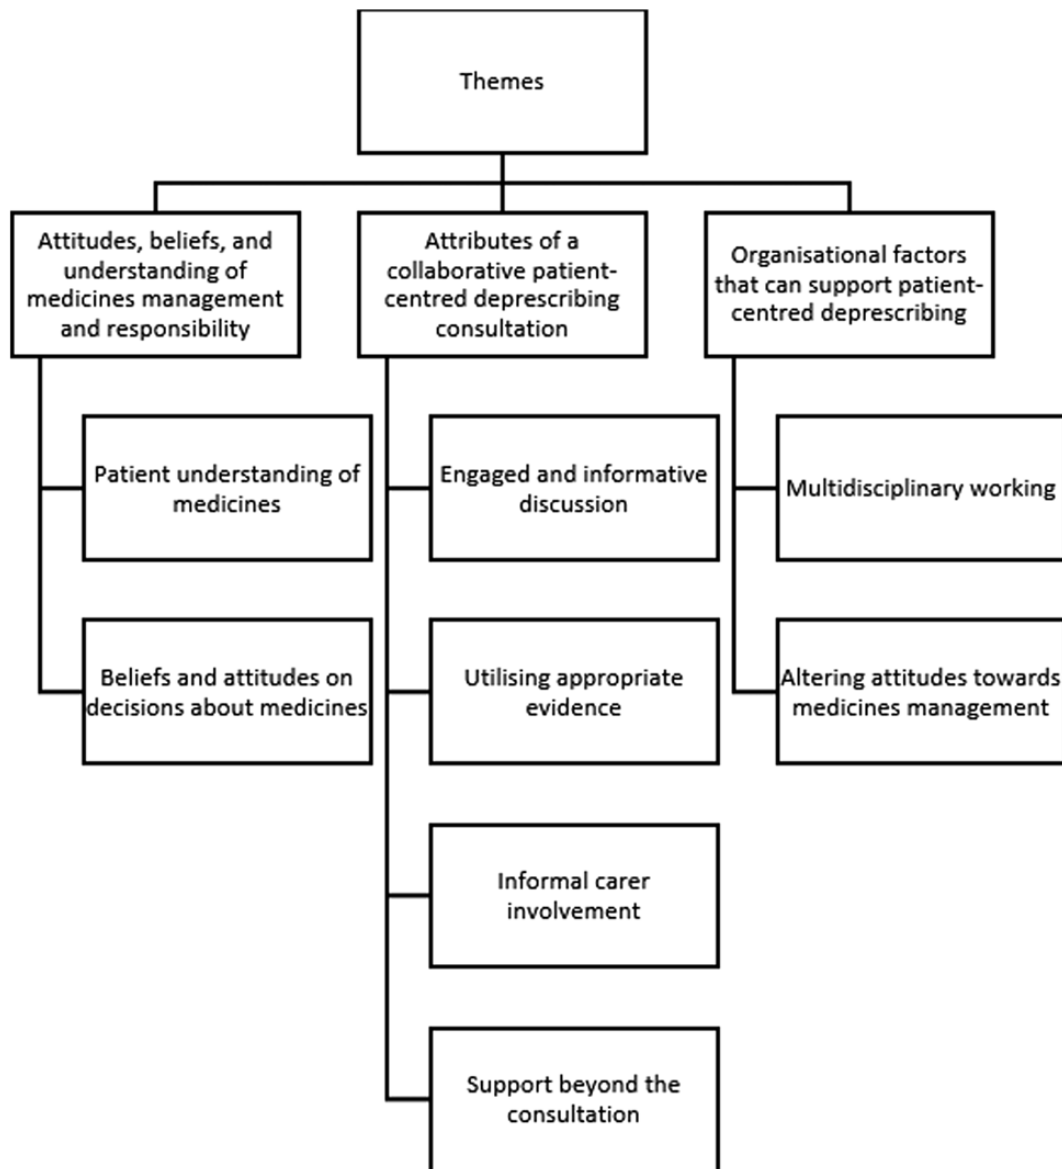 Themes
Attitudes, beliefs, and
understanding of
medicines management
and responsibility
Attributes of a
collaborative patient-
centred deprescribing
consultation
Organisational factors
that can support patient-
centred deprescribing
Patient understanding of
medicines
Beliefs and attitudes on
decisions about medicines
Engaged and informative
discussion
Utilising appropriate
evidence
Informal carer
involvement
Support beyond the
consultation
Multidisciplinary working
Altering attitudes towards
medicines management